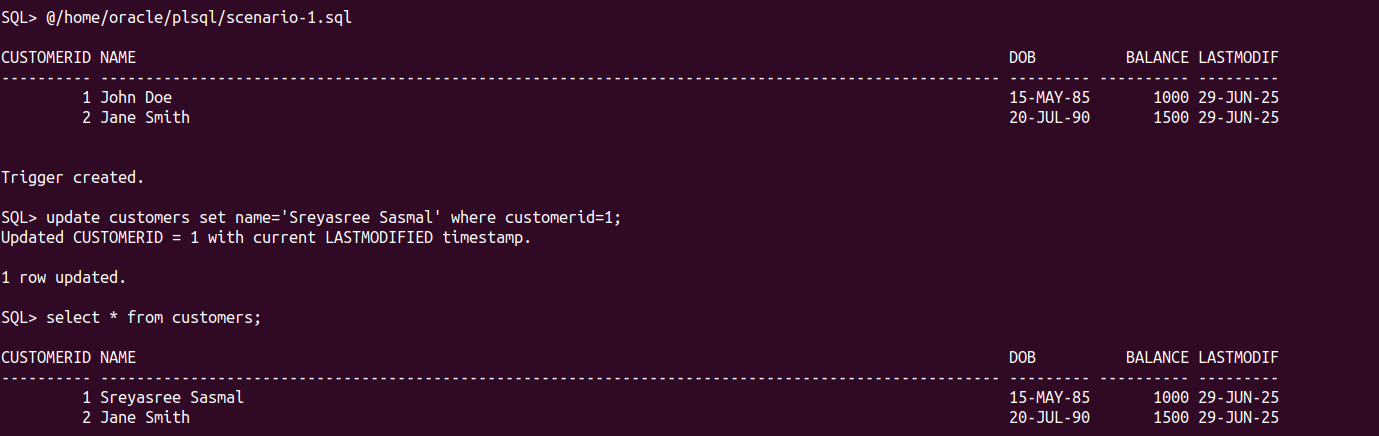 SQL> @/home/oracle/plsql/scenario-1.sql
CUSTOMERID NAME DOB BALANCE LASTMODIF
---------- ---------------------------------------------------------------------------------------------------- --------- ---------- ---------
1 John Doe 15-MAY-85 1000 29-JUN-25
2 Jane Smith 20-JUL-90 1500 29-JUN-25
Trigger created.
SQL> update customers set name='Sreyasree Sasmal' where customerid=1;
Updated CUSTOMERID = 1 with current LASTMODIFIED timestamp.
1 row updated.
SQL> select * from customers;
CUSTOMERID NAME DOB BALANCE LASTMODIF
---------- ---------------------------------------------------------------------------------------------------- --------- ---------- ---------
1 Sreyasree Sasmal 15-MAY-85 1000 29-JUN-25
2 Jane Smith 20-JUL-90 1500 29-JUN-25